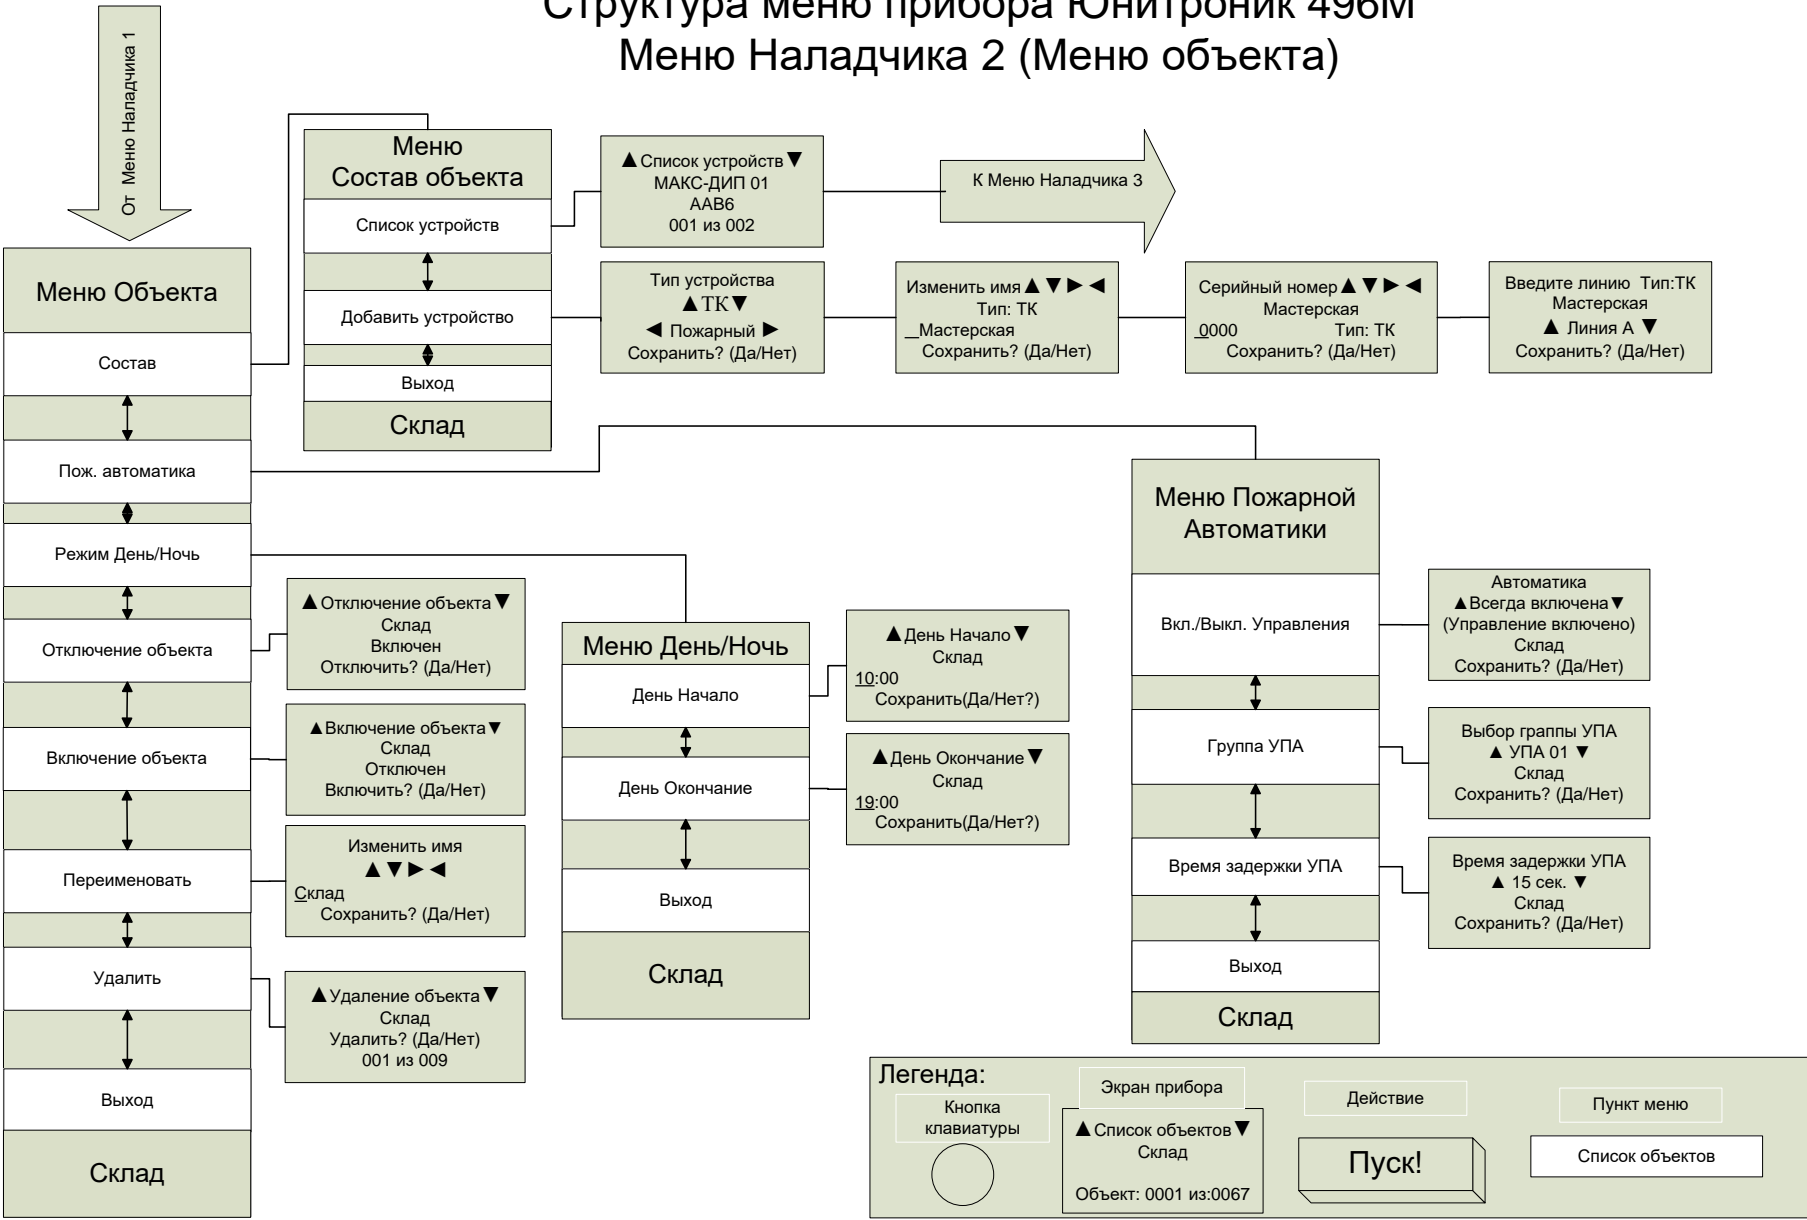 Структура меню прибора Юнитроник 496М
Меню Наладчика 2 (Меню объекта)
От Меню Наладчика 1
Меню Объекта
Состав
Пож. автоматика
Режим День/Ночь
Отключение объекта
Включение объекта
Переименовать
Удалить
Выход
Склад
Меню
Состав объекта
Список устройств
Добавить устройство
Выход
Склад
▲Список устройств▼
МАКС-ДИП 01
ААВ6
001 из 002
К Меню Наладчика 3
Тип устройства
▲ТК▼
◄ Пожарный ►
Сохранить? (Да/Нет)
Изменить имя▲▼►◄
Тип: ТК
_Мастерская
Сохранить? (Да/Нет)
Серийный номер▲▼►◄
Мастерская
_0000 Тип: ТК
Сохранить? (Да/Нет)
Введите линию Тип:ТК
Мастерская
▲ Линия А ▼
Сохранить? (Да/Нет)
▲Отключение объекта▼
Склад
Включен
Отключить? (Да/Нет)
▲Включение объекта▼
Склад
Отключен
Включить? (Да/Нет)
Изменить имя
▲▼►◄
Склад
Сохранить? (Да/Нет)
▲Удаление объекта▼
Склад
Удалить? (Да/Нет)
001 из 009
Меню День/Ночь
День Начало
День Окончание
Выход
Склад
▲День Начало▼
Склад
10:00
Сохранить(Да/Нет?)
▲День Окончание▼
Склад
19:00
Сохранить(Да/Нет?)
Меню Пожарной
Автоматики
Вкл./Выкл. Управления
Группа УПА
Время задержки УПА
Выход
Склад
Автоматика
▲Всегда включена▼
(Управление включено)
Склад
Сохранить? (Да/Нет)
Выбор граппы УПА
▲ УПА 01 ▼
Склад
Сохранить? (Да/Нет)
Время задержки УПА
▲ 15 сек. ▼
Склад
Сохранить? (Да/Нет)
Легенда:
Кнопка
клавиатуры
Экран прибора
▲Список объектов▼
Склад
Объект: 0001 из:0067
Действие
Пуск!
Пункт меню
Список объектов